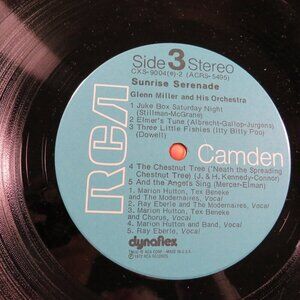 Side 3 Stereo
CXS-9004(e)-2 (ACRS-5495)
Sunrise Serenade
Glenn Miller and His Orchestra
1 Juke Box Saturday Night
(Stillman-McGrane)
2 Elmer's Tune (Albrecht-Gallop-Jurgens)
3 Three Little Fishies (Itty Bitty Poo)
(Dowell)
RCA
Camden
4 The Chestnut Tree ('Neath the Spreading
Chestnut Tree) (J. & H. Kennedy-Connor)
5 And the Angels Sing (Mercer-Elman)
1. Marion Hutton, Tex Beneke
and The Modernaires, Vocal
2. Ray Eberle and The Modernaires, Vocal
3. Marion Hutton, Tex Beneke
and Chorus, Vocal
4. Marion Hutton and Band, Vocal
5. Ray Eberle, Vocal
dynaflex